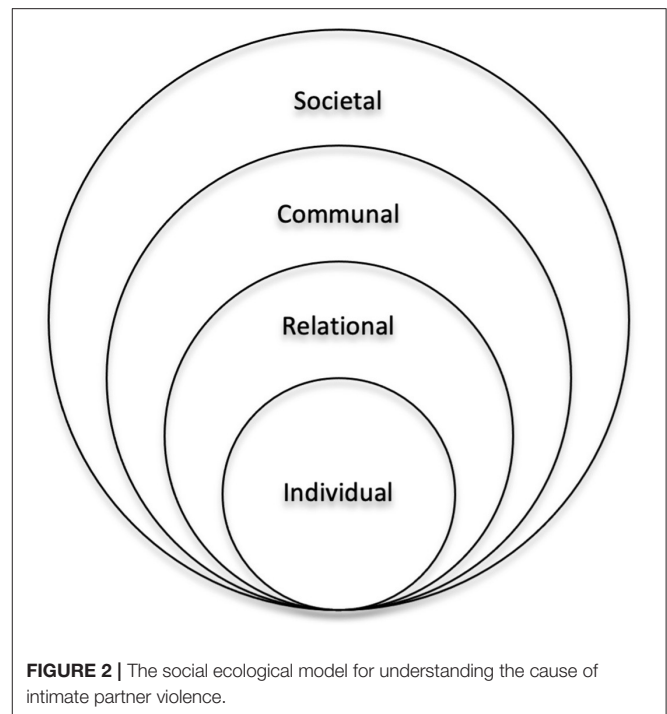 Societal
Communal
Relational
Individual
FIGURE 2 | The social ecological model for understanding the cause of
intimate partner violence.